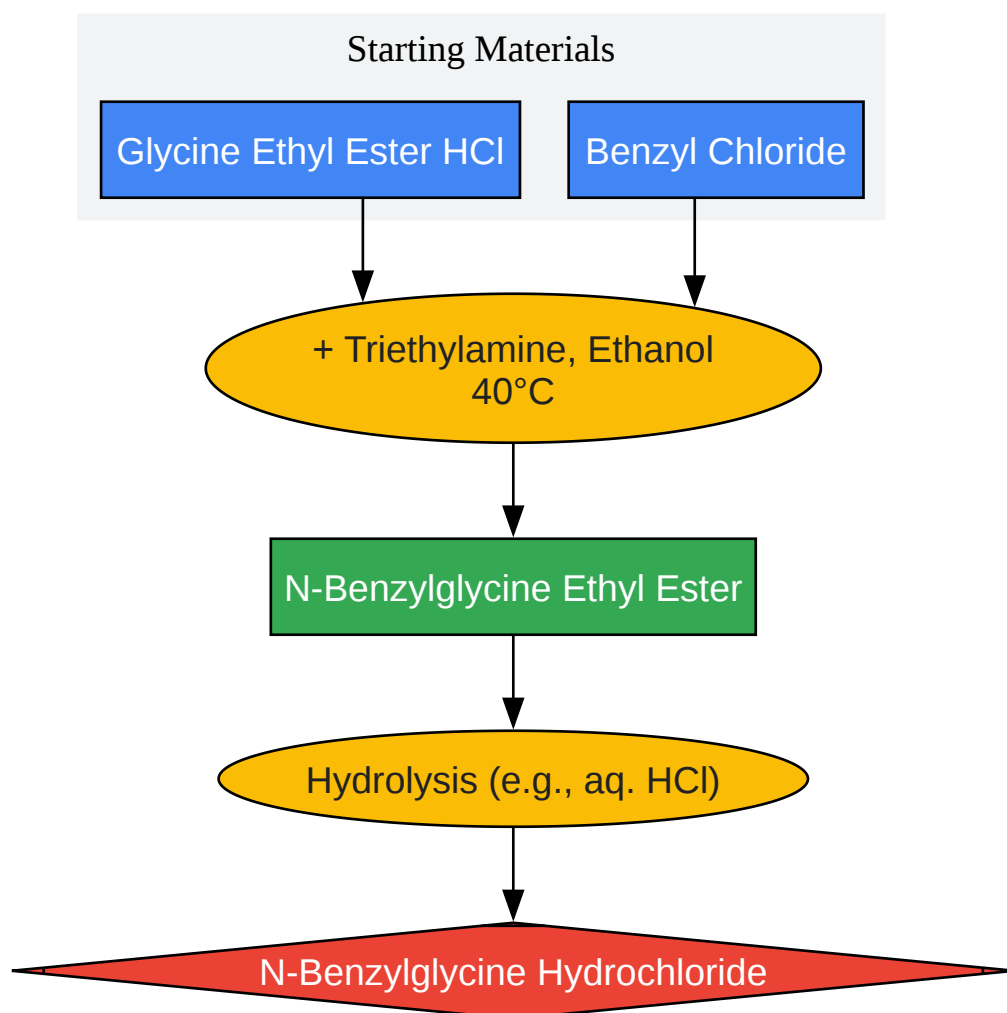 Starting Materials
Glycine Ethyl Ester HCl
Benzyl Chloride
+ Triethylamine, Ethanol
40°C
N-Benzylglycine Ethyl Ester
Hydrolysis (e.g., aq. HCl)
N-Benzylglycine Hydrochloride